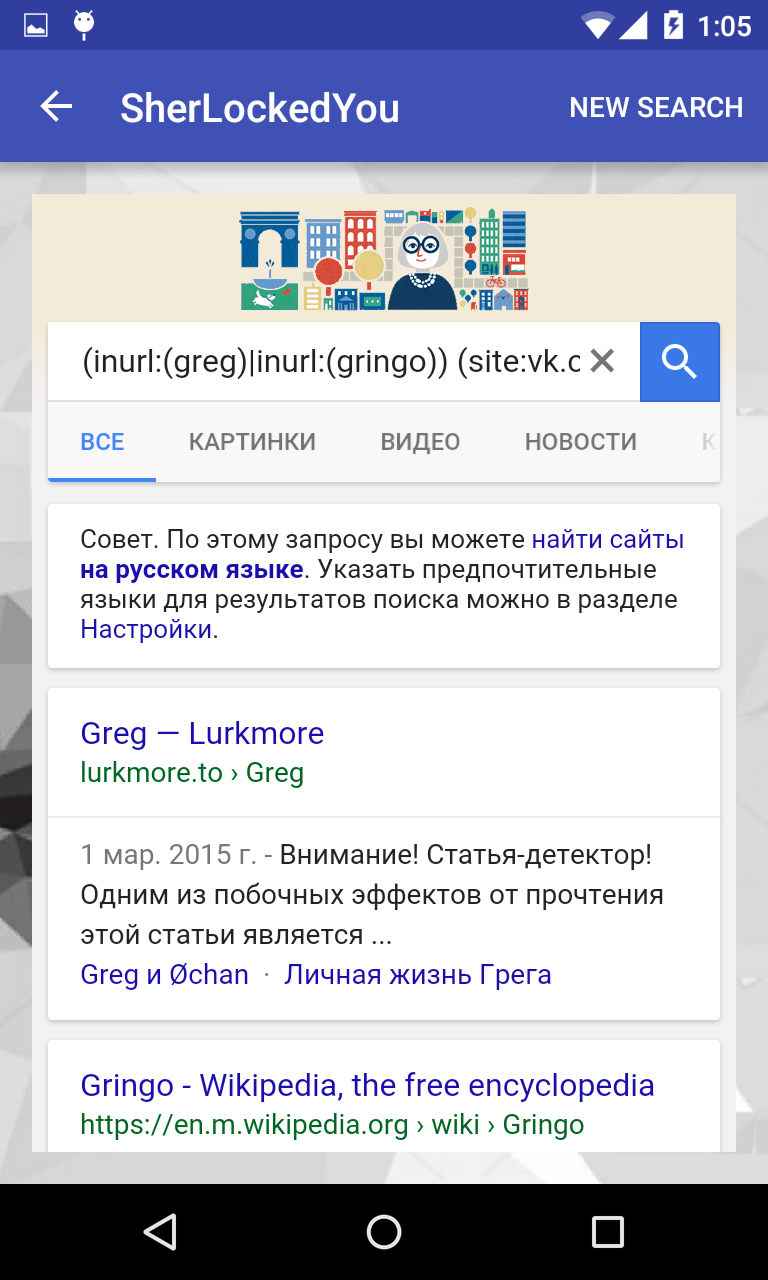 1:05
SherLockedYou
NEW SEARCH
(inurl:(greg)|inurl:(gringo)) (site:vk.c
ВСЕ
КАРТИНКИ
ВИДЕО
НОВОСТИ
К
Совет. По этому запросу вы можете найти сайты
на русском языке. Указать предпочтительные
языки для результатов поиска можно в разделе
Настройки.
Greg — Lurkmore
lurkmore.to › Greg
1 мар. 2015 г. - Внимание! Статья-детектор!
Одним из побочных эффектов от прочтения
этой статьи является ...
Greg и Øchan · Личная жизнь Грега
Gringo - Wikipedia, the free encyclopedia
https://en.m.wikipedia.org › wiki › Gringo